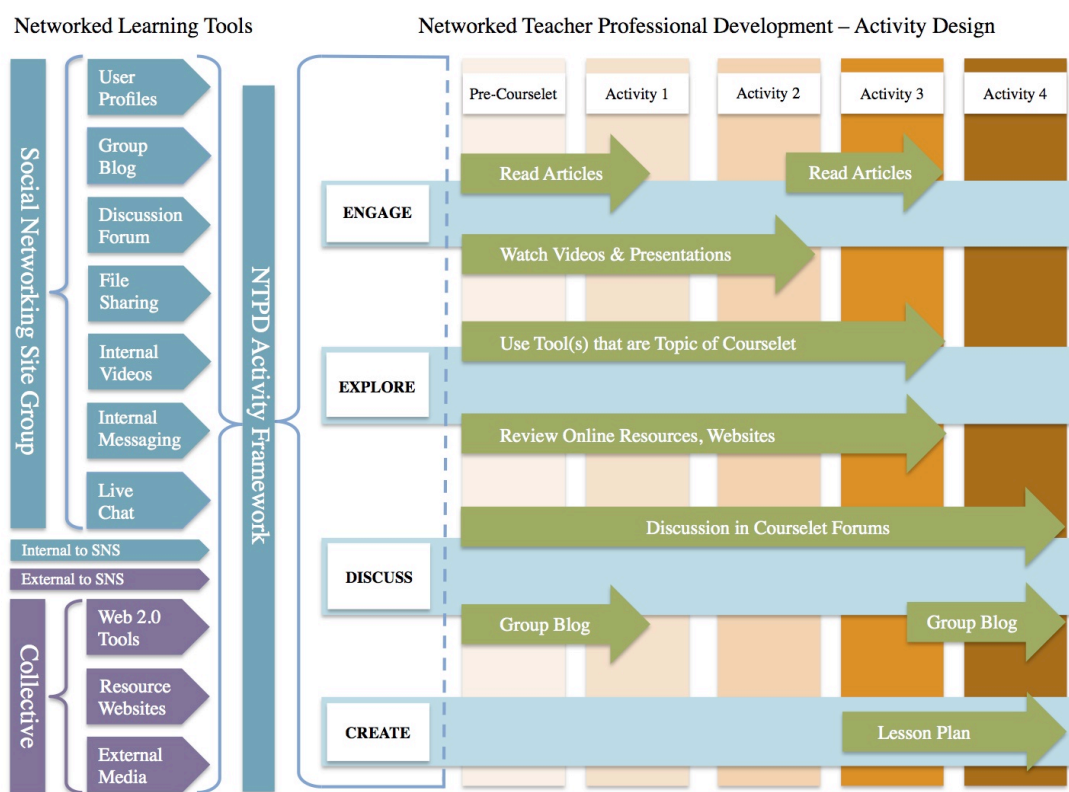 Networked Learning Tools
Networked Teacher Professional Development – Activity Design
Social Networking Site Group
User
Profiles
Group
Blog
Discussion
Forum
File
Sharing
Internal
Videos
Internal
Messaging
Live
Chat
Internal to SNS
External to SNS
Collective
Web 2.0
Tools
Resource
Websites
External
Media
NTPD Activity Framework
Pre-Courselet
Activity 1
Activity 2
Activity 3
Activity 4
ENGAGE
Read Articles
Read Articles
Watch Videos & Presentations
EXPLORE
Use Tool(s) that are Topic of Courselet
Review Online Resources, Websites
DISCUSS
Discussion in Courselet Forums
Group Blog
Group Blog
CREATE
Lesson Plan